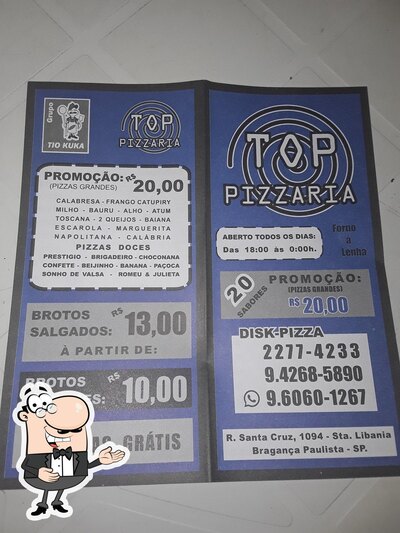 Grupo
TIO KUKA
TOP
PIZZARIA
PROMOÇÃO: R$ 20,00
(PIZZAS GRANDES)
CALABRESA - FRANGO CATUPIRY
MILHO - BAURU - ALHO - ATUM
TOSCANA - 2 QUEIJOS - BAIANA
ESCAROLA - MARGUERITA
NAPOLITANA - CALÁBRIA
PIZZAS DOCES
PRESTIGIO - BRIGADEIRO - CHOCONANA
CONFETE - BEIJINHO - BANANA - PAÇOCA
SONHO DE VALSA - ROMEU & JULIETA
BROTOS
SALGADOS: R$ 13,00
À PARTIR DE:
BROTOS R$ 10,00
GRÁTIS
TOP
PIZZARIA
ABERTO TODOS OS DIAS:
Das 18:00 às 0:00h.
Forno
a
Lenha
20
SABORES
PROMOÇÃO:
(PIZZAS GRANDES)
R$ 20,00
DISK-PIZZA
2277-4233
9.4268-5890
9.6060-1267
R. Santa Cruz, 1094 - Sta. Libania
Bragança Paulista - SP.